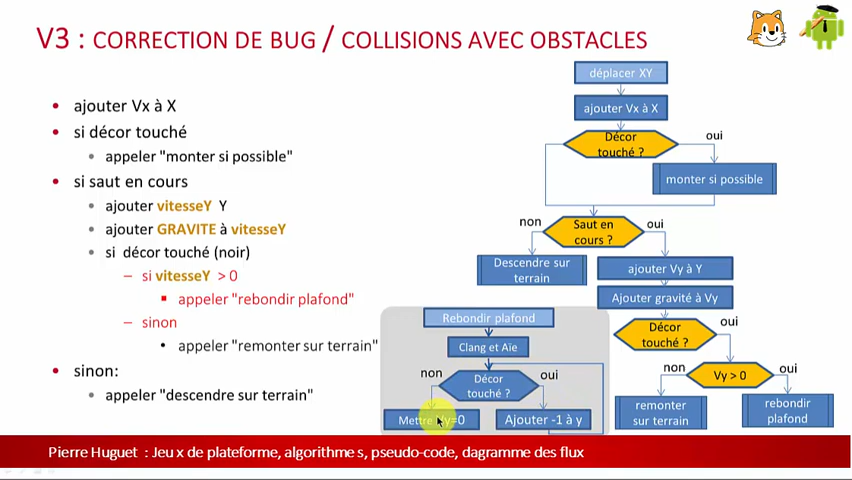 V3 : CORRECTION DE BUG / COLLISIONS AVEC OBSTACLES
• ajouter Vx à X
• si décor touché
• appeler "monter si possible"
• si saut en cours
• ajouter vitesseY Y
• ajouter GRAVITE à vitesseY
• si décor touché (noir)
– si vitesseY > 0
▪ appeler "rebondir plafond"
– sinon
• appeler "remonter sur terrain"
• sinon:
• appeler "descendre sur terrain"
déplacer XY
ajouter Vx à X
Décor
touché ?
oui
monter si possible
non
Saut en
cours ?
oui
Descendre sur
terrain
ajouter Vy à Y
Ajouter gravité à Vy
Décor
touché ?
oui
non
Vy > 0
oui
remonter
sur terrain
rebondir
plafond
Rebondir plafond
Clang et Aïe
non
Décor
touché ?
oui
Mettre Vy=0
Ajouter -1 à y
Pierre Huguet : Jeu x de plateforme, algorithme s, pseudo-code, dagramme des flux